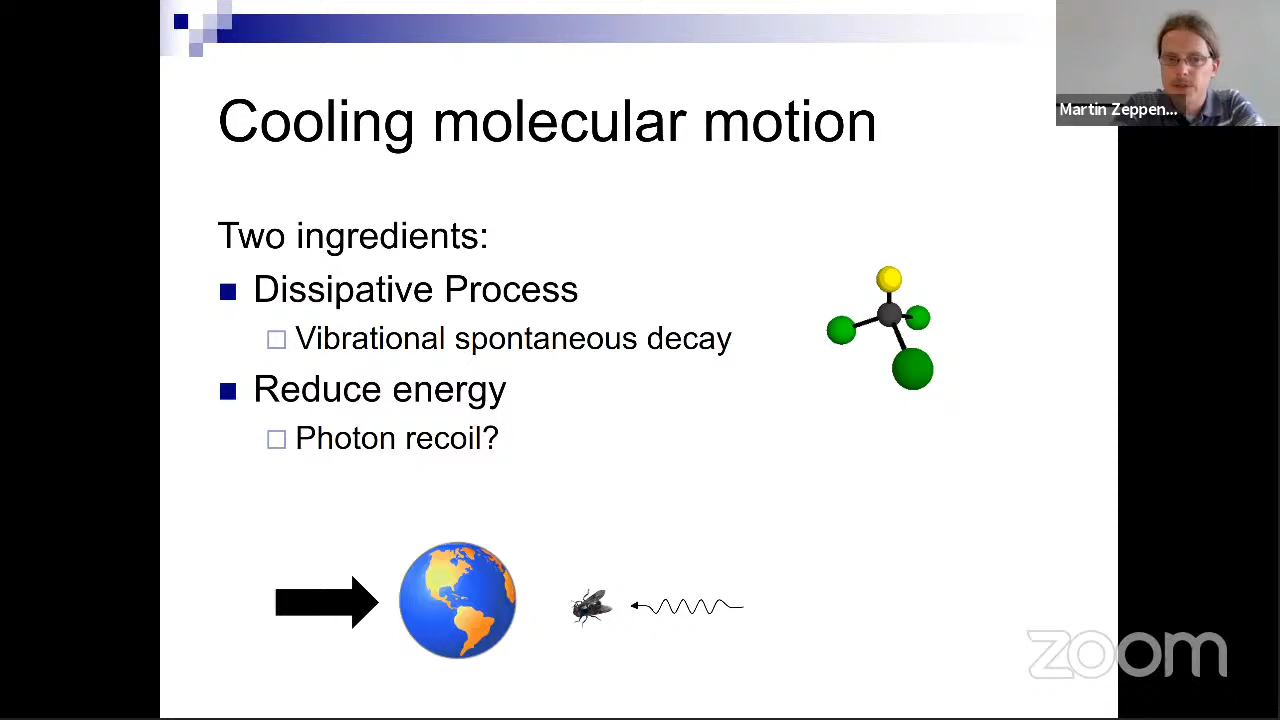 Martin Zeppen...
Cooling molecular motion
Two ingredients:
Dissipative Process
Vibrational spontaneous decay
Reduce energy
Photon recoil?
zoom